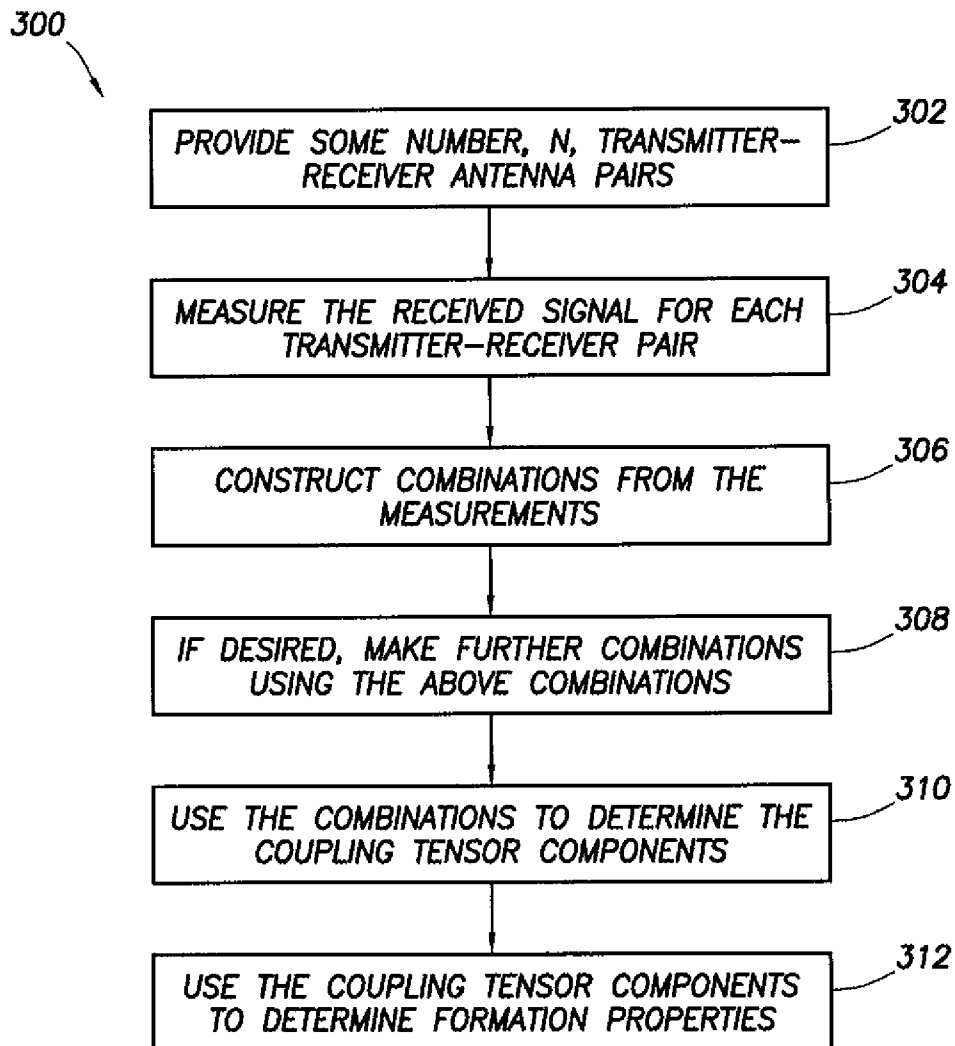 300
302
PROVIDE SOME NUMBER, N, TRANSMITTER–
RECEIVER ANTENNA PAIRS
304
MEASURE THE RECEIVED SIGNAL FOR EACH
TRANSMITTER–RECEIVER PAIR
306
CONSTRUCT COMBINATIONS FROM THE
MEASUREMENTS
308
IF DESIRED, MAKE FURTHER COMBINATIONS
USING THE ABOVE COMBINATIONS
310
USE THE COMBINATIONS TO DETERMINE THE
COUPLING TENSOR COMPONENTS
312
USE THE COUPLING TENSOR COMPONENTS
TO DETERMINE FORMATION PROPERTIES